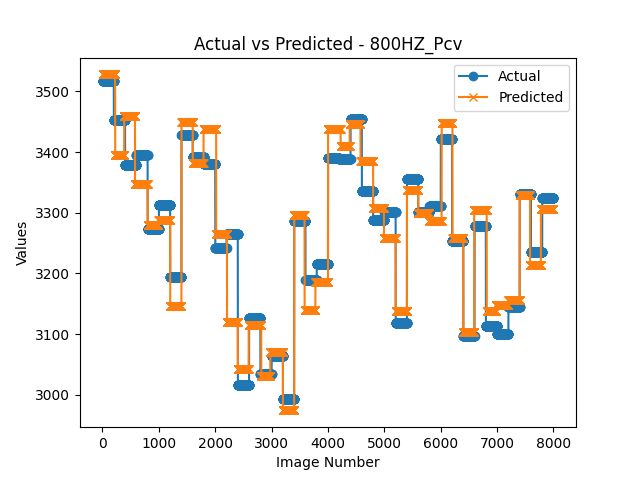 Actual vs Predicted - 800HZ_Pcv
Actual
Predicted
3500
3400
3300
3200
3100
3000
Values
0 1000 2000 3000 4000 5000 6000 7000 8000
Image Number